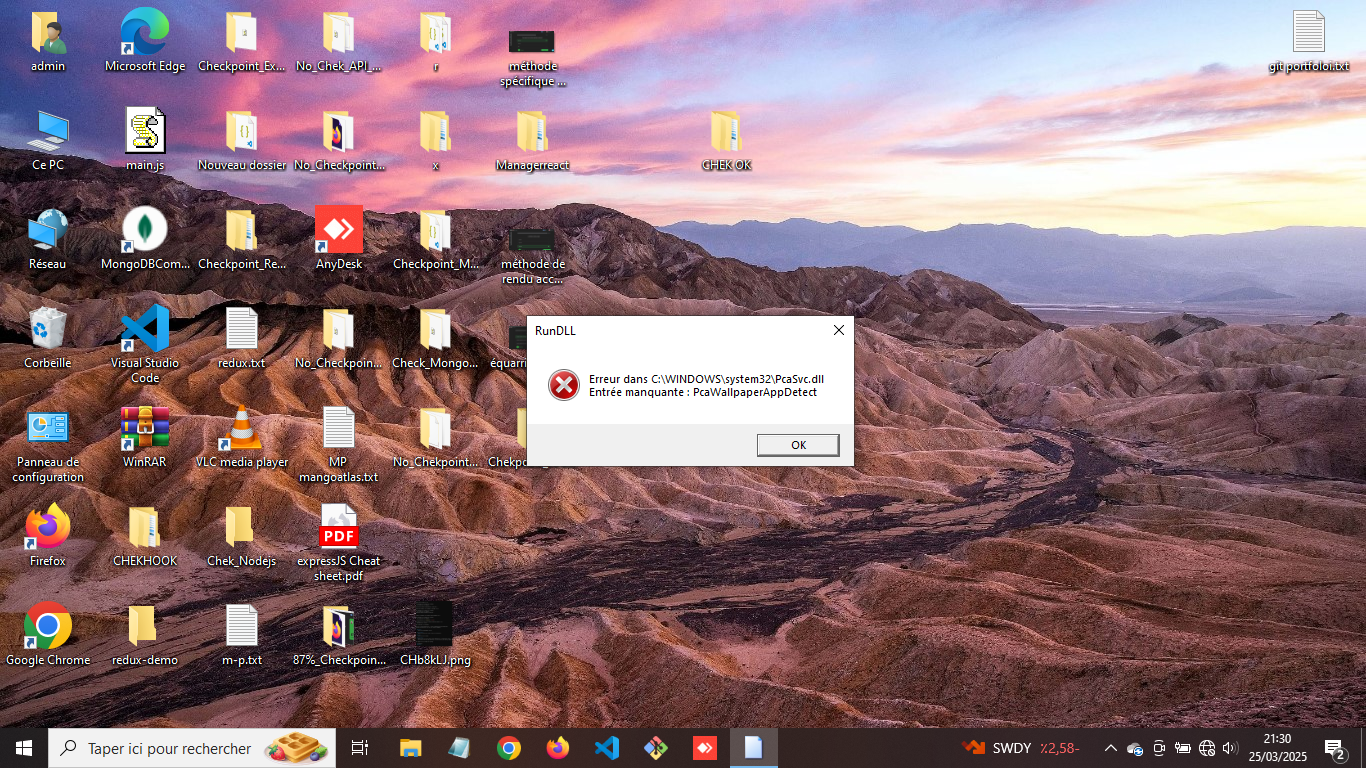 admin
Microsoft Edge
Checkpoint_Ex...
No_Chek_API_...
r
méthode
spécifique ...
git portfoloi.txt
Ce PC
main.js
Nouveau dossier
No_Checkpoint...
x
Managerreact
CHEK OK
Réseau
MongoDBCom...
Checkpoint_Re...
AnyDesk
Checkpoint_M...
méthode de
rendu acc...
Corbeille
Visual Studio
Code
redux.txt
No_Checkpoin...
Check_Mongo...
équarri
RunDLL
Erreur dans C:\WINDOWS\system32\PcaSvc.dll
Entrée manquante : PcaWallpaperAppDetect
OK
Panneau de
configuration
WinRAR
VLC media player
MP
mangoatlas.txt
No_Chekpoint...
Firefox
CHEKHOOK
Chek_Nodejs
PDF
expressJS Cheat
sheet.pdf
Google Chrome
redux-demo
m-p.txt
87%_Checkpoin...
CHb8kLJ.png
Taper ici pour rechercher
SWDY
٪2,58-
21:30
25/03/2025
2